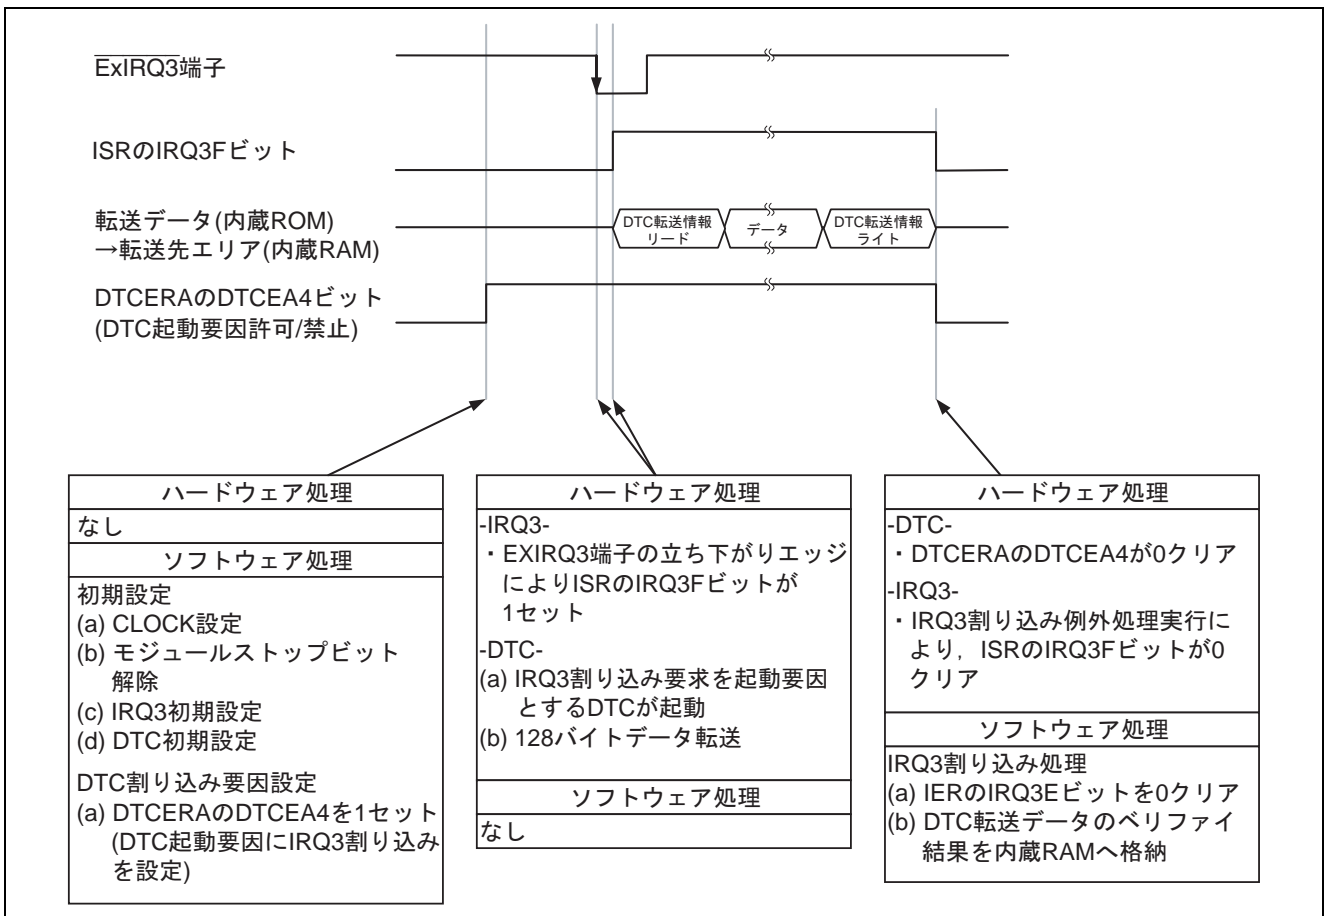 ExIRQ3端子
ISRのIRQ3Fビット
転送データ(内蔵ROM)
→転送先エリア(内蔵RAM)
DTC転送情報
リード
データ
DTC転送情報
ライト
DTCERAのDTCEA4ビット
(DTC起動要因許可/禁止)
ハードウェア処理
なし
ソフトウェア処理
初期設定
(a) CLOCK設定
(b) モジュールストップビット
解除
(c) IRQ3初期設定
(d) DTC初期設定
DTC割り込み要因設定
(a) DTCERAのDTCEA4を1セット
(DTC起動要因にIRQ3割り込み
を設定)
ハードウェア処理
-IRQ3-
・EXIRQ3端子の立ち下がりエッジ
によりISRのIRQ3Fビットが
1セット
-DTC-
(a) IRQ3割り込み要求を起動要因
とするDTCが起動
(b) 128バイトデータ転送
ソフトウェア処理
なし
ハードウェア処理
-DTC-
・DTCERAのDTCEA4が0クリア
-IRQ3-
・IRQ3割り込み例外処理実行に
より，ISRのIRQ3Fビットが0
クリア
ソフトウェア処理
IRQ3割り込み処理
(a) IERのIRQ3Eビットを0クリア
(b) DTC転送データのベリファイ
結果を内蔵RAMへ格納